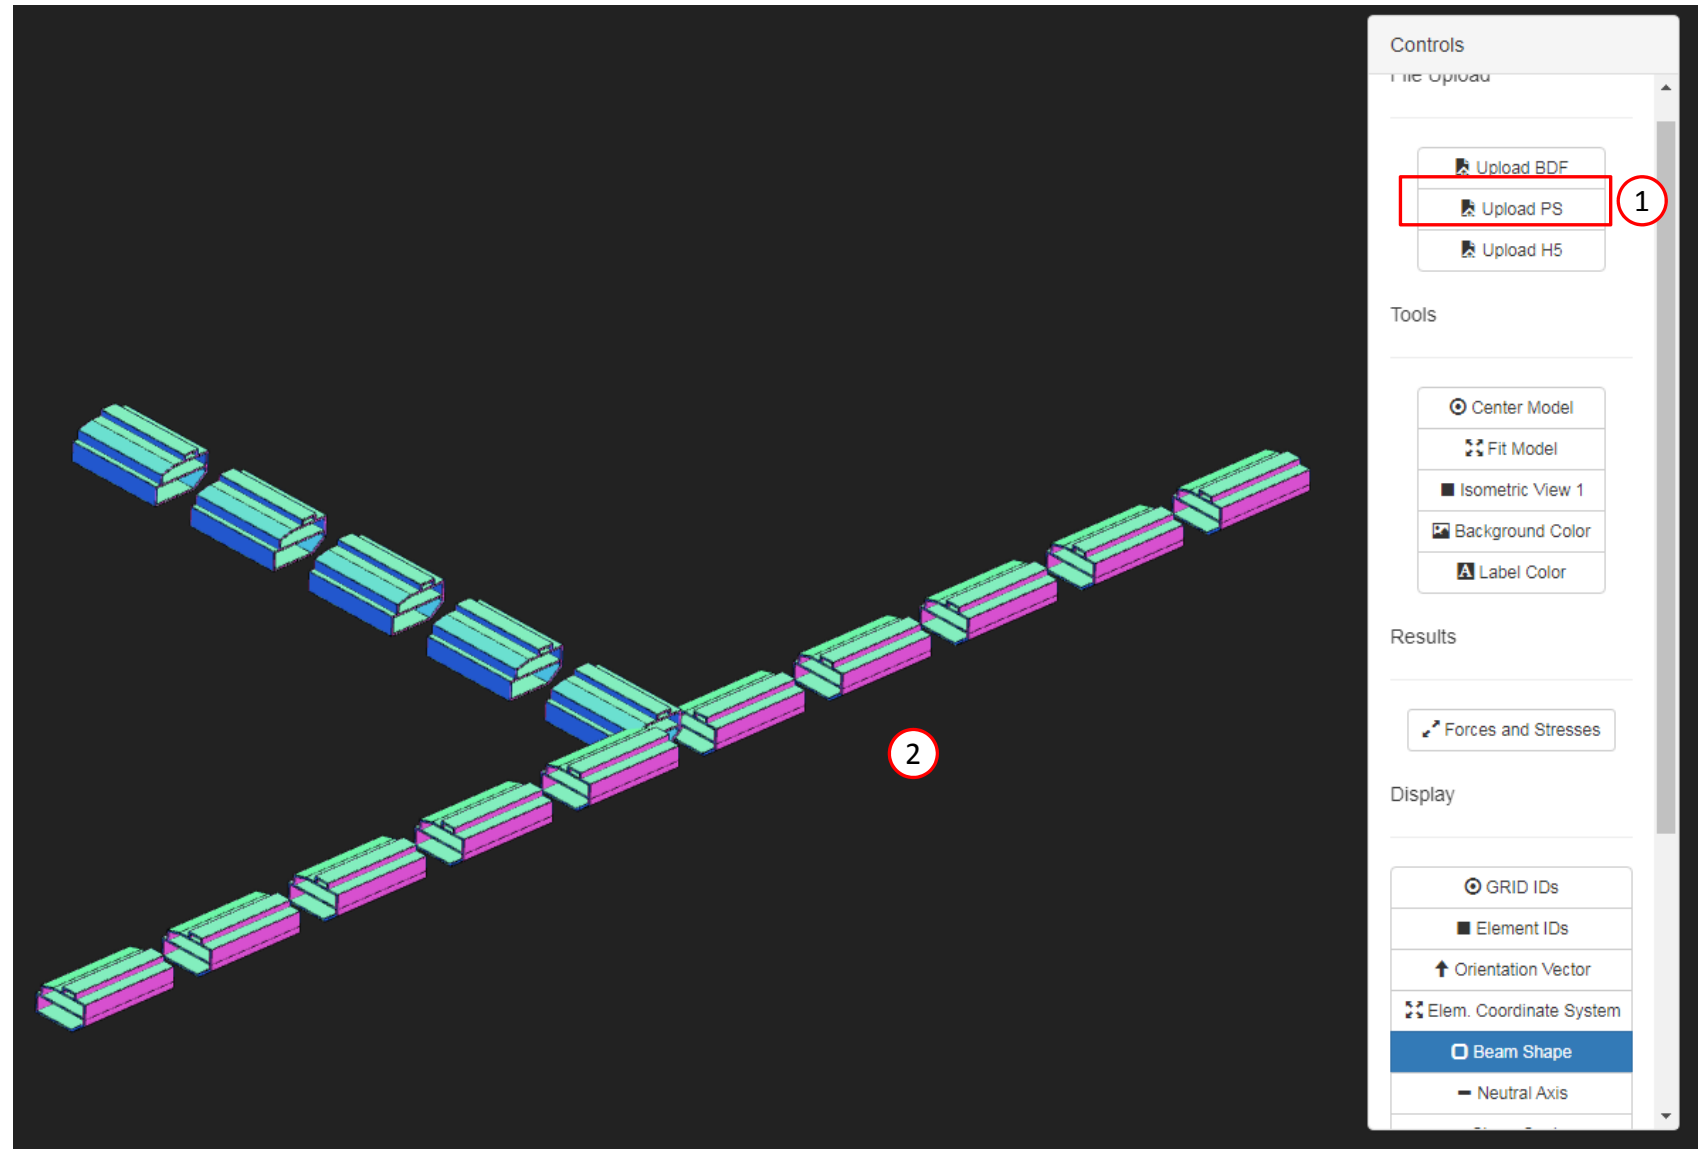 Controls
File Upload
Upload BDF
Upload PS
1
Upload H5
Tools
Center Model
Fit Model
Isometric View 1
Background Color
A Label Color
Results
Forces and Stresses
2
Display
GRID IDs
Element IDs
Orientation Vector
Elem. Coordinate System
Beam Shape
Neutral Axis